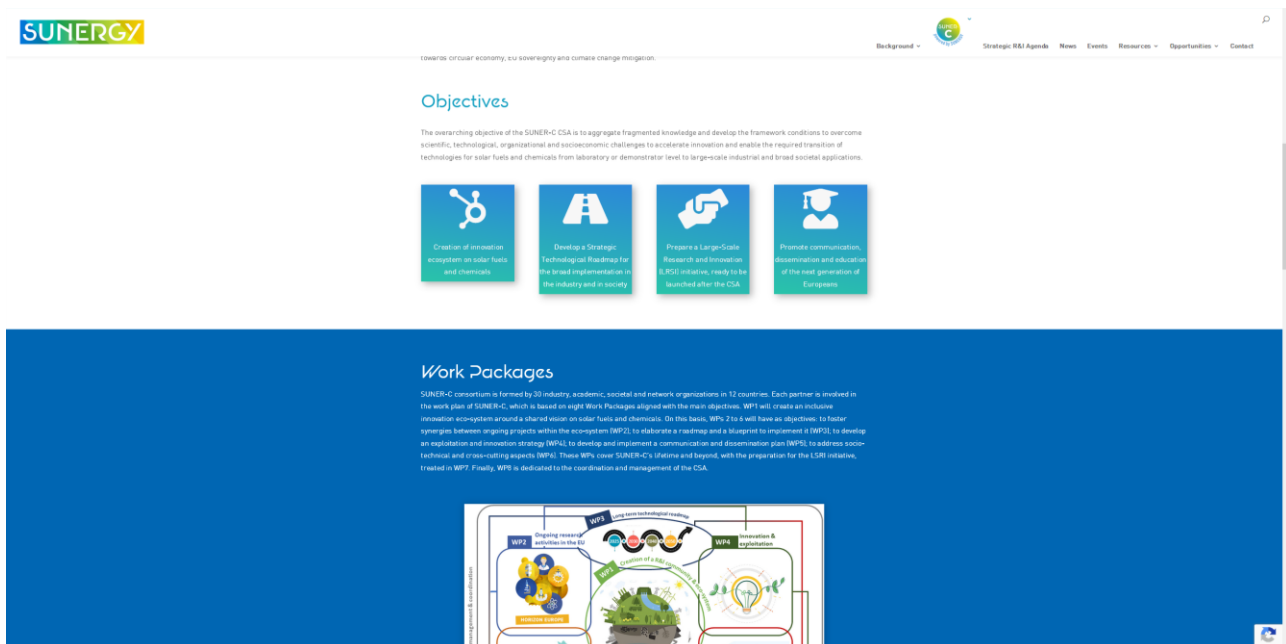 SUNERGY
SUNER
C
Background
Strategic R&I Agenda
News
Events
Resources
Opportunities
Contact
towards circular economy, EU sovereignty and climate change mitigation.
Objectives
The overarching objective of the SUNER-C CSA is to aggregate fragmented knowledge and develop the framework conditions to overcome
scientific, technological, organizational and socioeconomic challenges to accelerate innovation and enable the required transition of
technologies for solar fuels and chemicals from laboratory or demonstrator level to large-scale industrial and broad societal applications.
Creation of innovation
ecosystem on solar fuels
and chemicals
Develop a Strategic
Technological Roadmap for
the broad implementation in
the industry and in society
Prepare a Large-Scale
Research and Innovation
(LRSI) initiative, ready to be
launched after the CSA
Promote communication,
dissemination and education
of the next generation of
Europeans
Work Packages
SUNER-C consortium is formed by 30 industry, academic, societal and network organizations in 12 countries. Each partner is involved in
the work plan of SUNER-C, which is based on eight Work Packages aligned with the main objectives. WP1 will create an inclusive
innovation eco-system around a shared vision on solar fuels and chemicals. On this basis, WPs 2 to 6 will have as objectives: to foster
synergies between ongoing projects within the eco-system (WP2); to elaborate a roadmap and a blueprint to implement it (WP3); to develop
an exploitation and innovation strategy (WP4); to develop and implement a communication and dissemination plan (WP5); to address socio-
technical and cross-cutting aspects (WP6). These WPs cover SUNER-C's lifetime and beyond, with the preparation for the LSRI initiative,
treated in WP7. Finally, WP8 is dedicated to the coordination and management of the CSA.
WP3
Long-term technological roadmap
WP2
Ongoing research
activities in the EU
WP4
Innovation &
exploitation
WP1
Creation of a R&I community & eco-system
HORIZON EUROPE
management & coordination